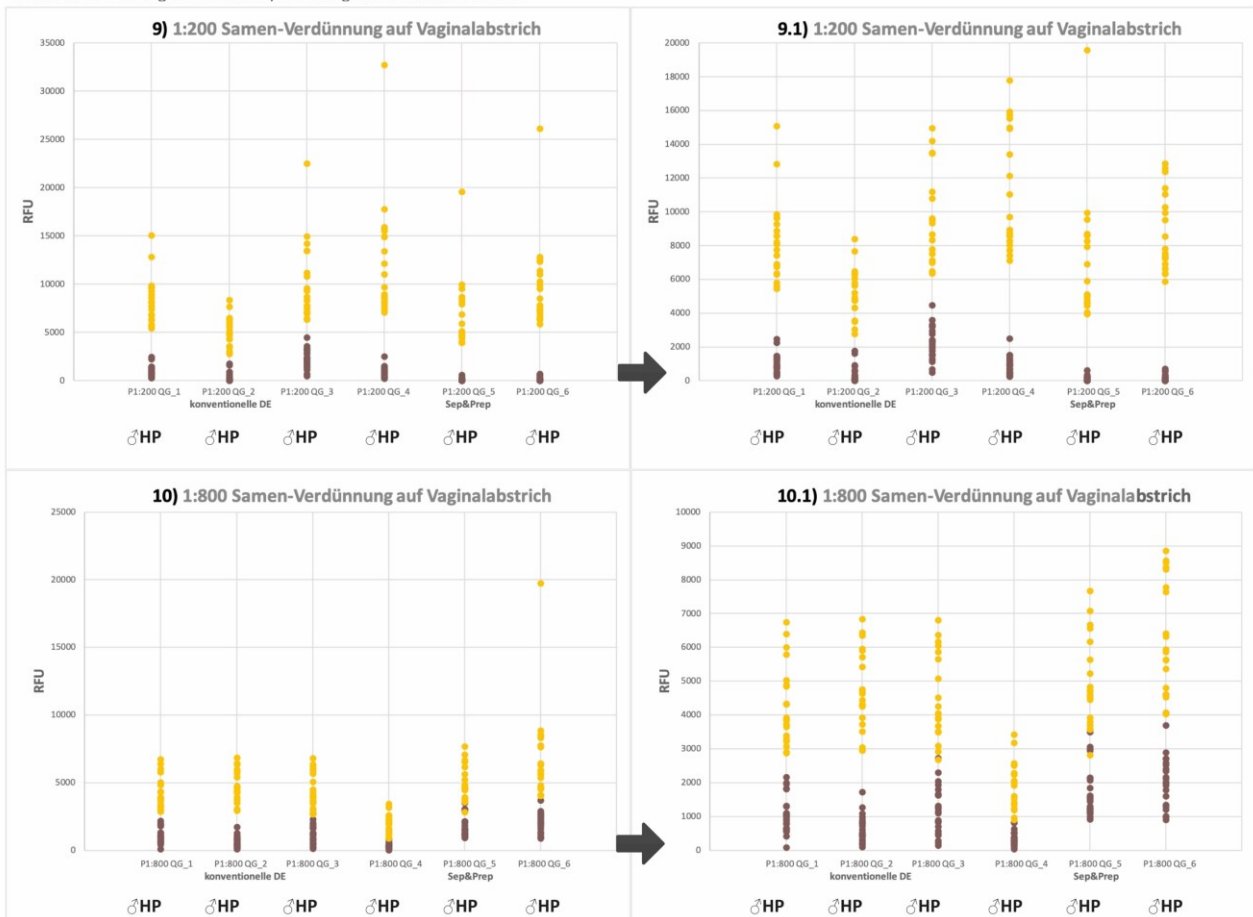 9) 1:200 Samen-Verdünnung auf Vaginalabstrich
35000
30000
25000
20000
15000
10000
5000
0
RFU
P1:200 QG_1 P1:200 QG_2 P1:200 QG_3 P1:200 QG_4 P1:200 QG_5 P1:200 QG_6
konventionelle DE Sep&Prep
♂HP ♂HP ♂HP ♂HP ♂HP ♂HP
9.1) 1:200 Samen-Verdünnung auf Vaginalabstrich
20000
18000
16000
14000
12000
10000
8000
6000
4000
2000
0
RFU
P1:200 QG_1 P1:200 QG_2 P1:200 QG_3 P1:200 QG_4 P1:200 QG_5 P1:200 QG_6
konventionelle DE Sep&Prep
♂HP ♂HP ♂HP ♂HP ♂HP ♂HP
10) 1:800 Samen-Verdünnung auf Vaginalabstrich
25000
20000
15000
10000
5000
0
RFU
P1:800 QG_1 P1:800 QG_2 P1:800 QG_3 P1:800 QG_4 P1:800 QG_5 P1:800 QG_6
konventionelle DE Sep&Prep
♂HP ♂HP ♂HP ♂HP ♂HP ♂HP
10.1) 1:800 Samen-Verdünnung auf Vaginalabstrich
10000
9000
8000
7000
6000
5000
4000
3000
2000
1000
0
RFU
P1:800 QG_1 P1:800 QG_2 P1:800 QG_3 P1:800 QG_4 P1:800 QG_5 P1:800 QG_6
konventionelle DE Sep&Prep
♂HP ♂HP ♂HP ♂HP ♂HP ♂HP